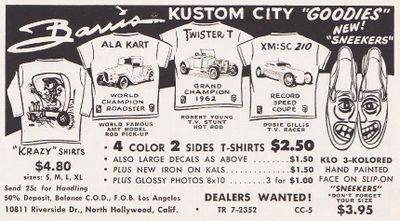 Barris KUSTOM CITY "GOODIES"
NEW!
"SNEEKERS"
ALA KART
WORLD
CHAMPION
ROADSTER
WORLD FAMOUS
AMT MODEL
ROD PICK-UP
TWISTER T
GRAND
CHAMPION
1962
ROBERT YOUNG
T.V. STUNT
HOT ROD
XM:SC 210
RECORD
SPEED
COUPE
DOBIE GILLIS
T.V. RACER
"KRAZY" SHIRTS
$4.80
sizes: S, M, L, XL
• 4 COLOR 2 SIDES T-SHIRTS $2.50
• ALSO LARGE DECALS AS ABOVE $1.50
• PLUS NEW IRON ON KALS. $1.50
• PLUS GLOSSY PHOTOS 8x10 3 for $1.00
KLO 3-KOLORED
HAND PAINTED
FACE ON SLIP-ON
"SNEEKERS"
"DON'T FORGET"
$3.95
Send 25c for Handling
50% Deposit, Balance C.O.D., F.O.B. Los Angeles
10811 Riverside Dr., North Hollywood, Calif.
DEALERS WANTED!
TR 7-2352 CC-5